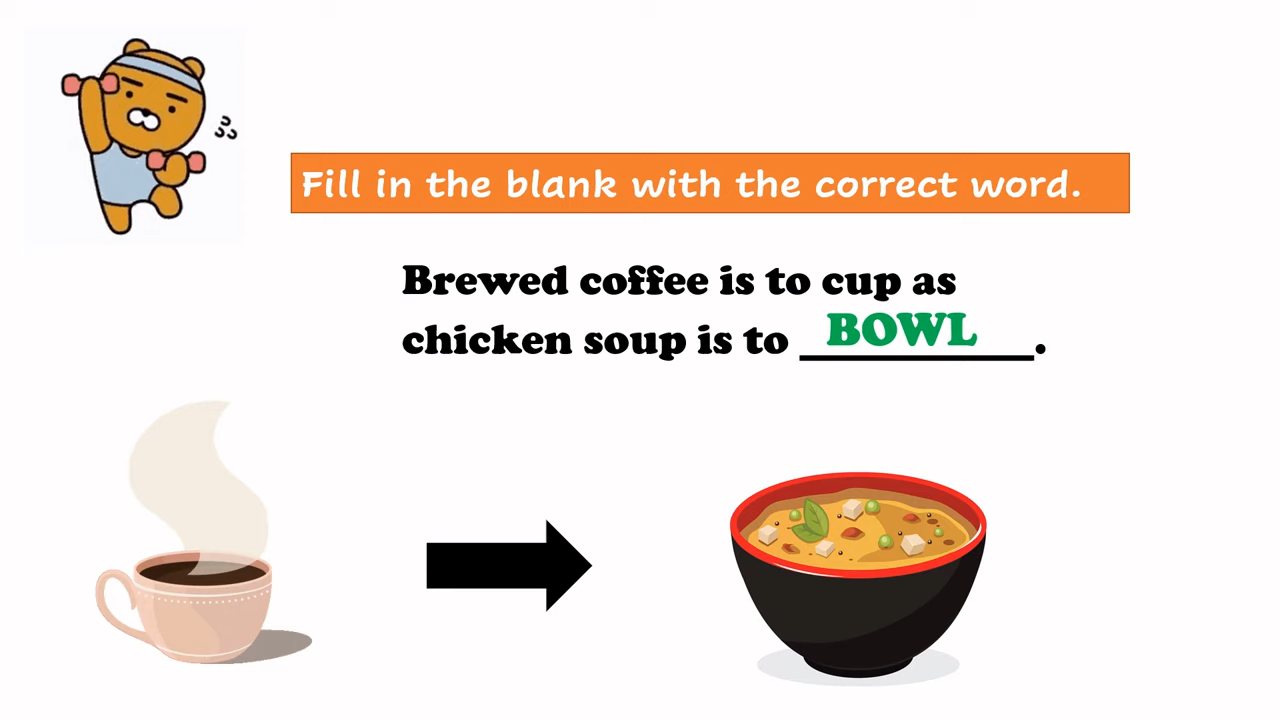 Fill in the blank with the correct word.
Brewed coffee is to cup as
chicken soup is to BOWL.